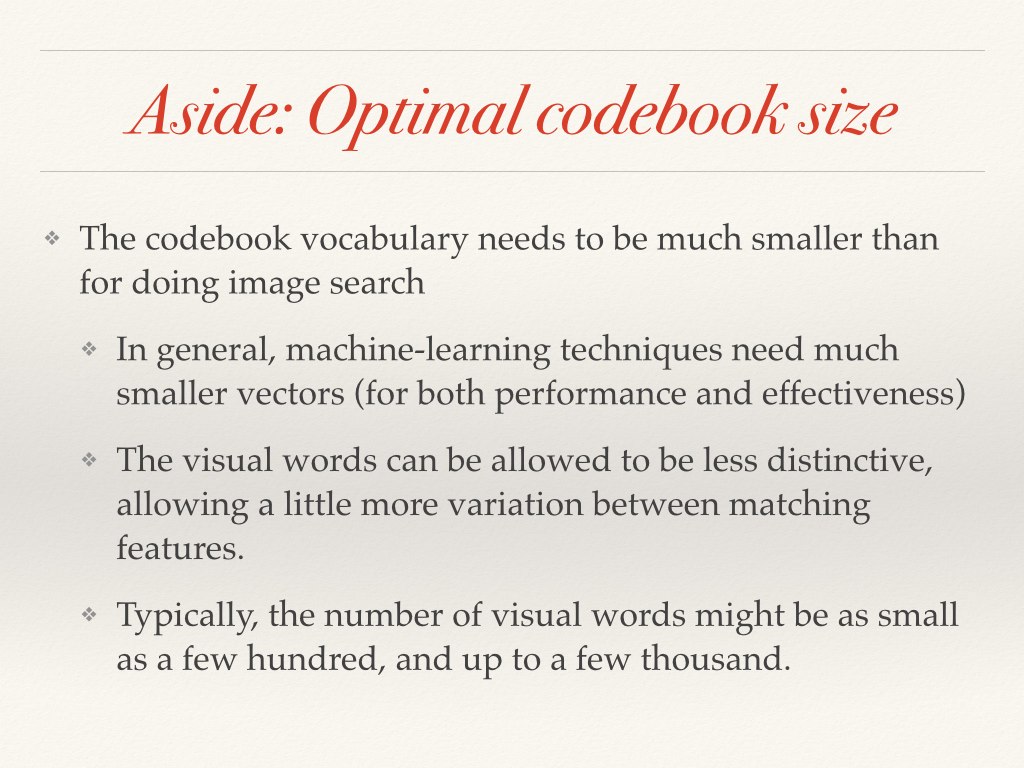 Aside: Optimal codebook size
❖ The codebook vocabulary needs to be much smaller than
for doing image search
❖ In general, machine-learning techniques need much
smaller vectors (for both performance and effectiveness)
❖ The visual words can be allowed to be less distinctive,
allowing a little more variation between matching
features.
❖ Typically, the number of visual words might be as small
as a few hundred, and up to a few thousand.